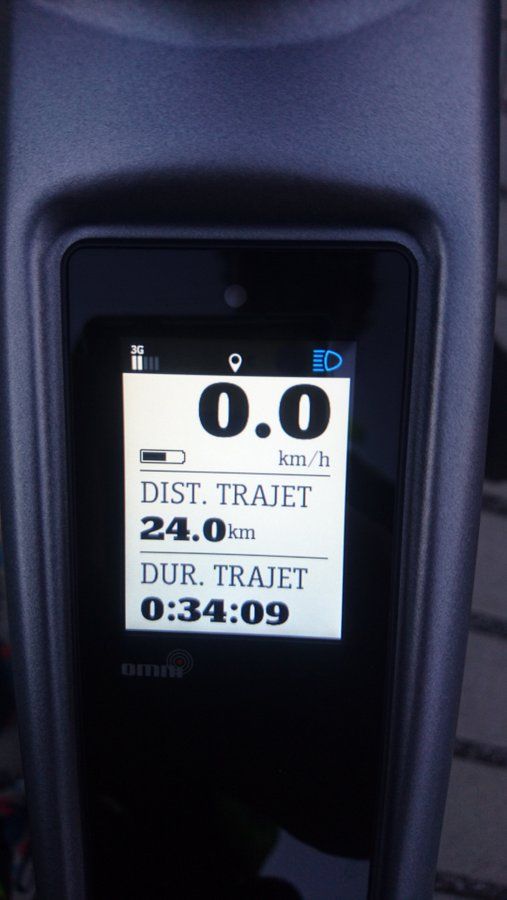 3G
0.0
km/h
DIST. TRAJET
24.0km
DUR. TRAJET
0:34:09
omni